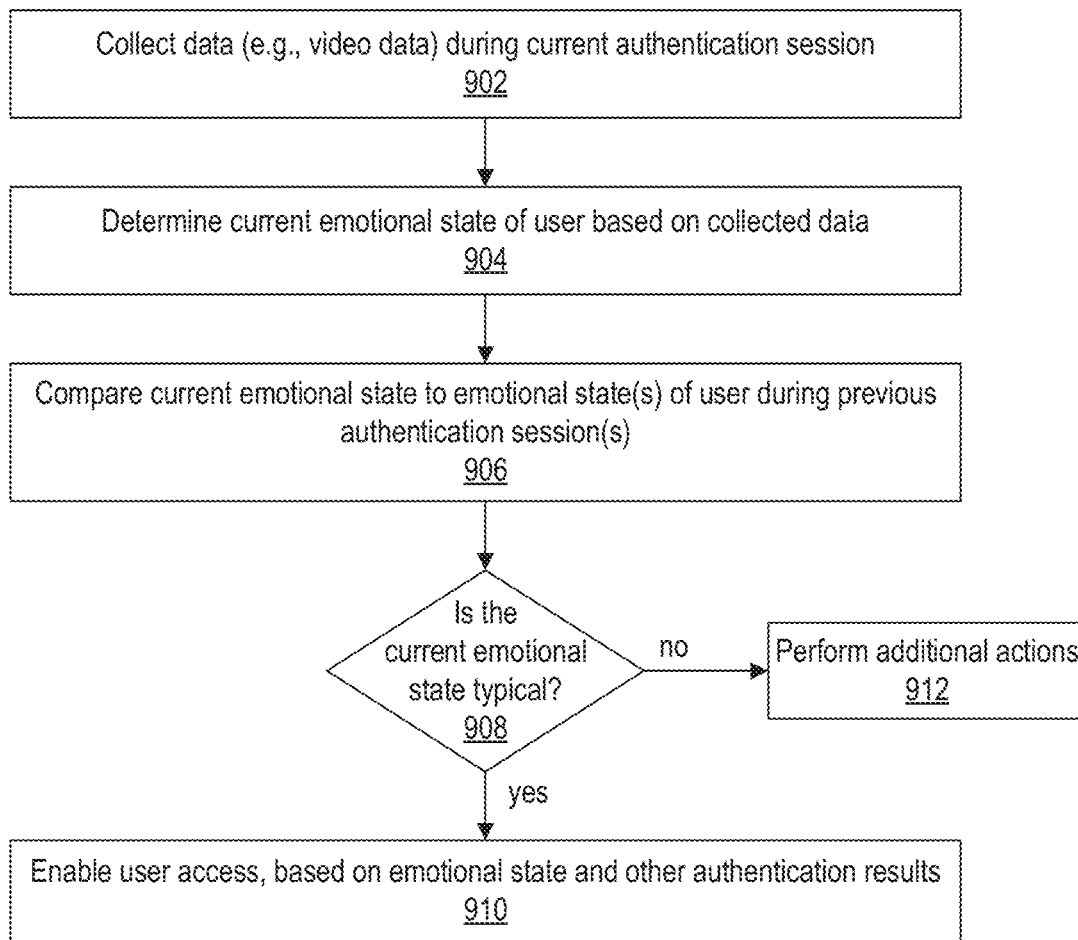 Collect data (e.g., video data) during current authentication session
902
Determine current emotional state of user based on collected data
904
Compare current emotional state to emotional state(s) of user during previous
authentication session(s)
906
Is the
current emotional
state typical?
908
no
Perform additional actions
912
yes
Enable user access, based on emotional state and other authentication results
910